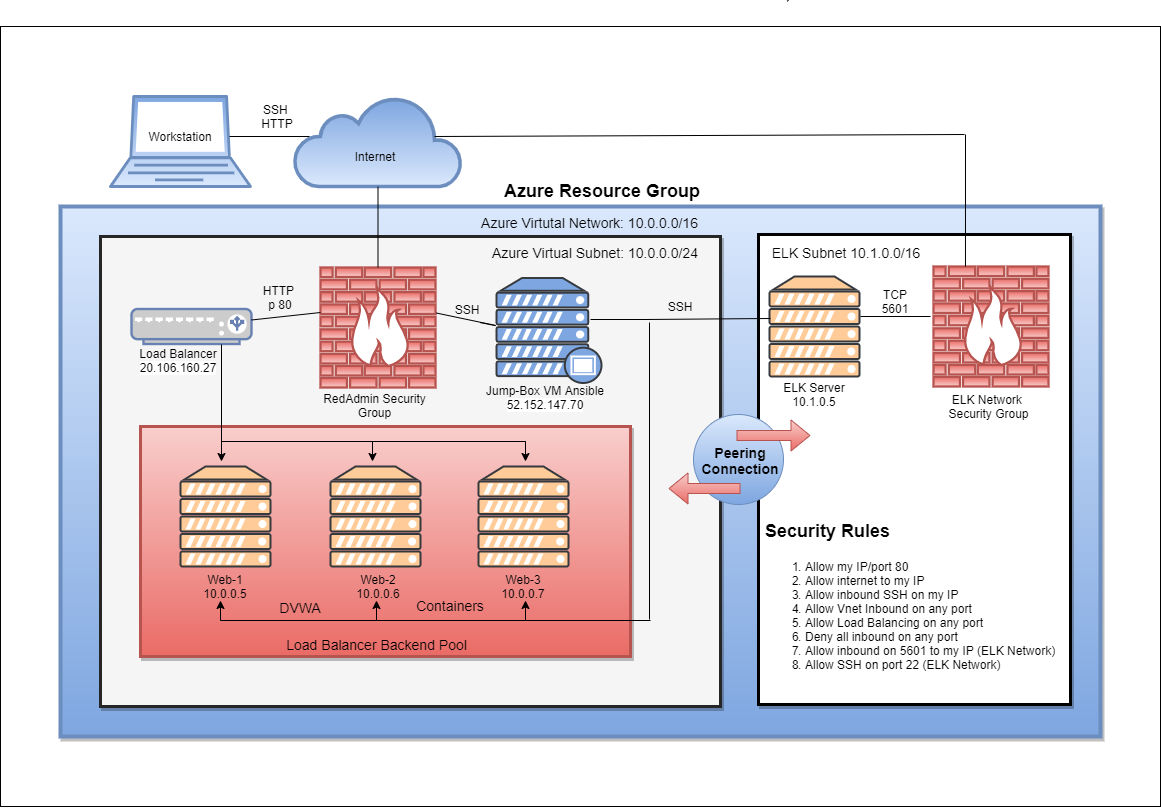 SSH
HTTP
Workstation
Internet
Azure Resource Group
Azure Virtutal Network: 10.0.0.0/16
Azure Virtual Subnet: 10.0.0.0/24
ELK Subnet 10.1.0.0/16
HTTP
p 80
SSH
SSH
TCP
5601
Load Balancer
20.106.160.27
RedAdmin Security
Group
Jump-Box VM Ansible
52.152.147.70
ELK Server
10.1.0.5
ELK Network
Security Group
Peering
Connection
Web-1
10.0.0.5
Web-2
10.0.0.6
Web-3
10.0.0.7
DVWA
Containers
Load Balancer Backend Pool
Security Rules
1. Allow my IP/port 80
2. Allow internet to my IP
3. Allow inbound SSH on my IP
4. Allow Vnet Inbound on any port
5. Allow Load Balancing on any port
6. Deny all inbound on any port
7. Allow inbound on 5601 to my IP (ELK Network)
8. Allow SSH on port 22 (ELK Network)